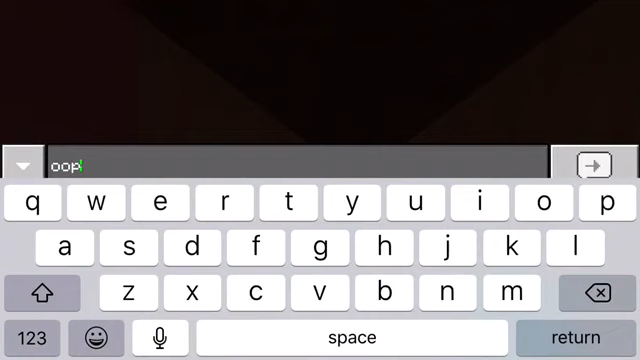 oop
q w e r t y u i o p
a s d f g h j k l
z x c v b n m
123 space return